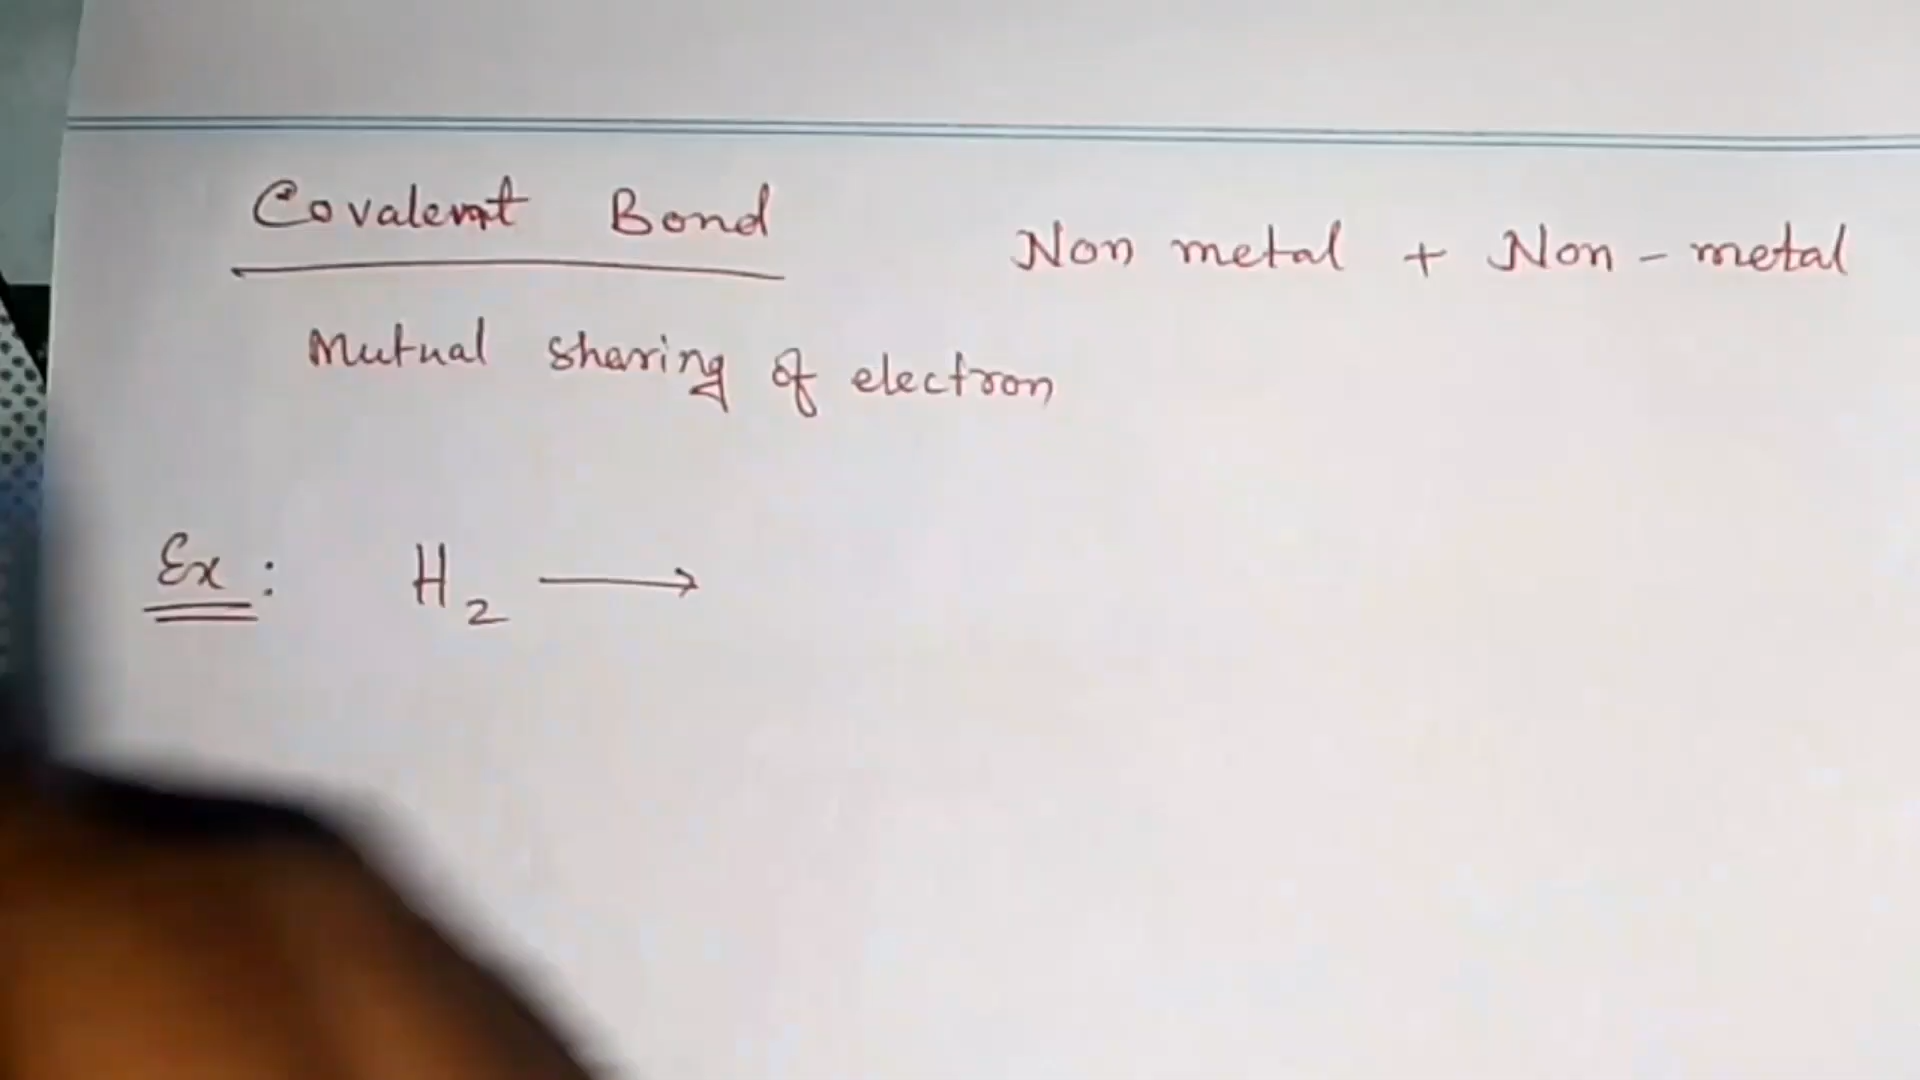 Covalent Bond
Non metal + Non-metal
Mutual sharing of electron
Ex: H₂ →